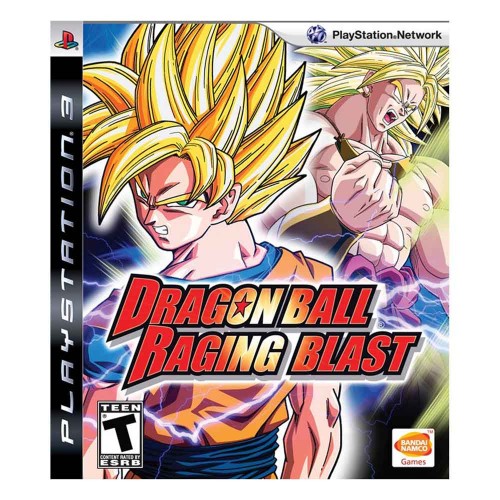 PlayStation®Network
PLAYSTATION 3
DRAGON BALL
RAGING BLAST
TEEN
T
CONTENT RATED BY
ESRB
BANDAI
NAMCO
Games